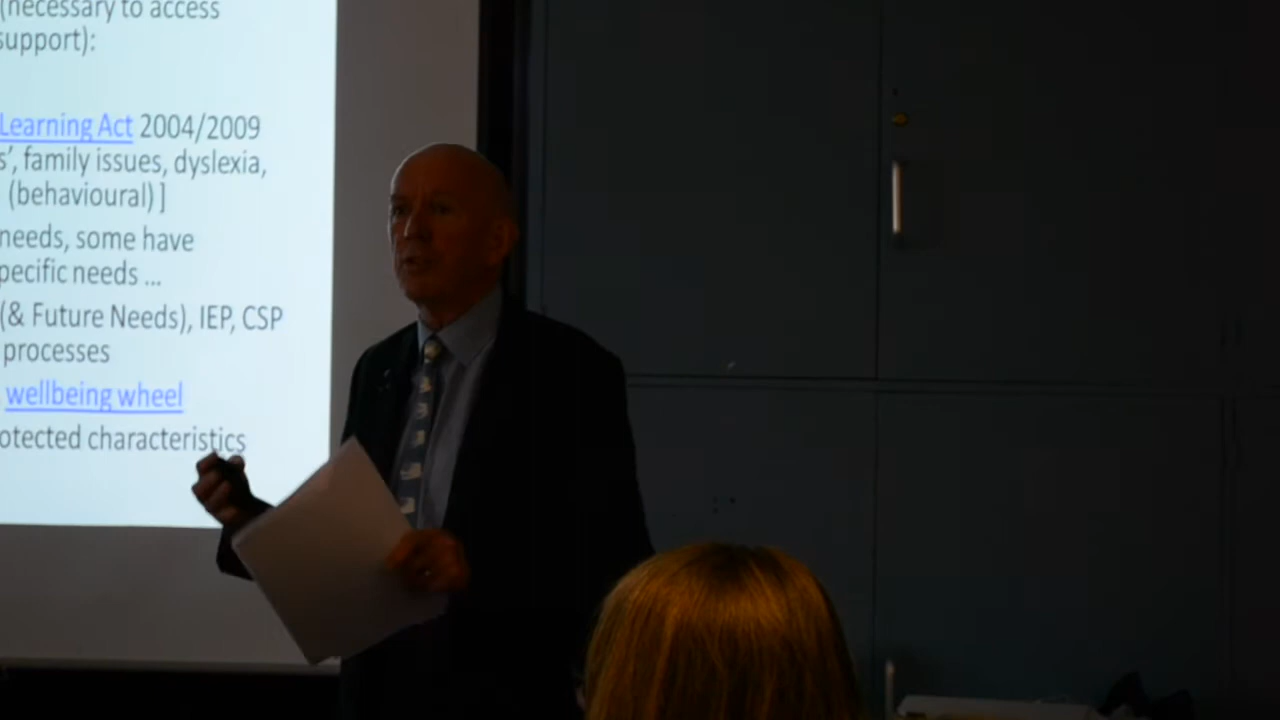 (necessary to access
support):
Learning Act 2004/2009
s', family issues, dyslexia,
(behavioural) ]
needs, some have
pecific needs ...
(& Future Needs), IEP, CSP
processes
wellbeing wheel
otected characteristics